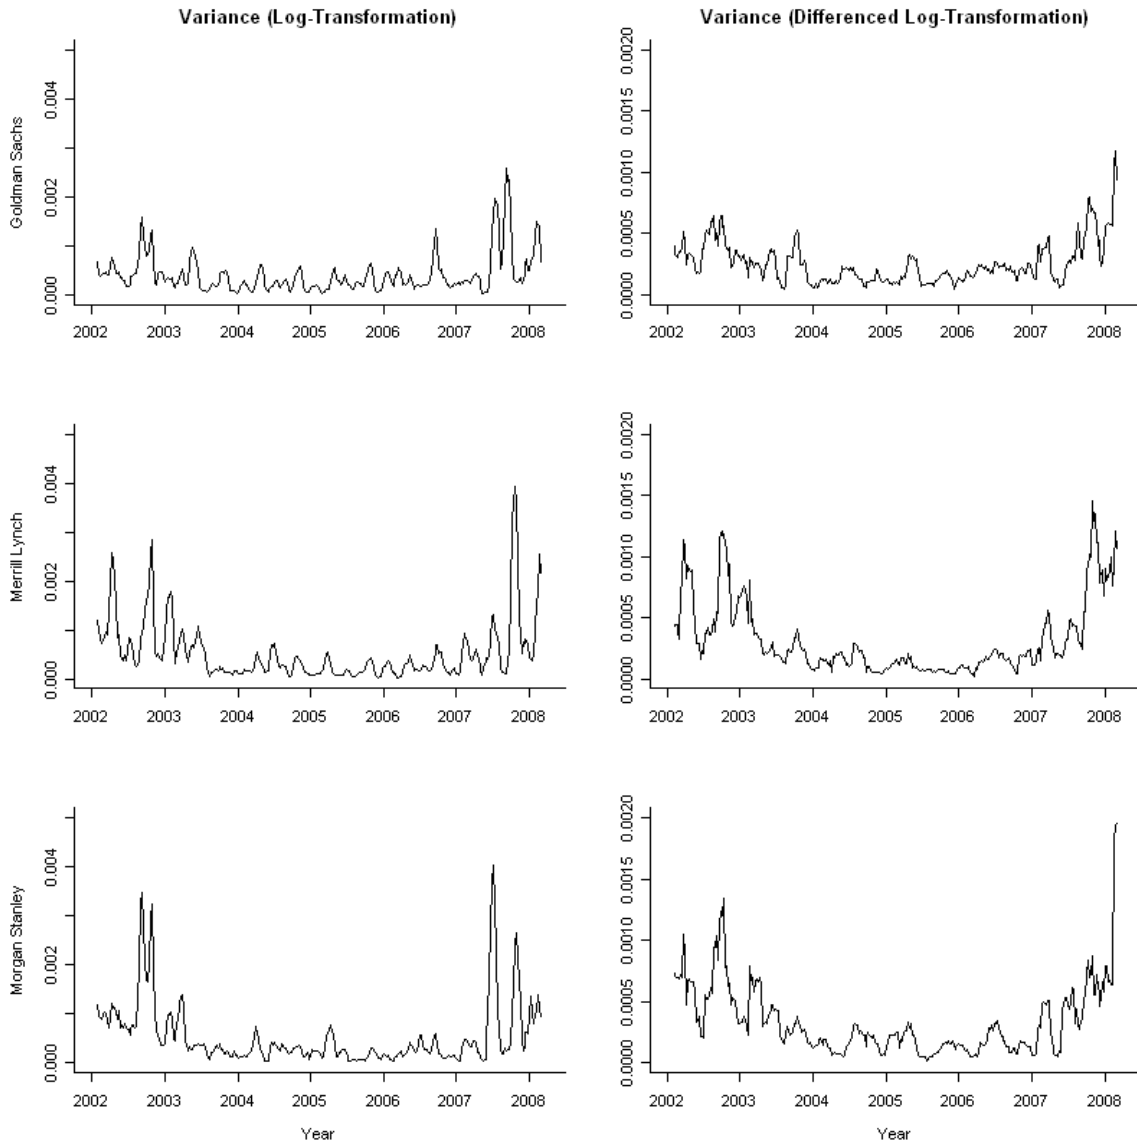 Variance (Log-Transformation)
Variance (Differenced Log-Transformation)
Goldman Sachs
0.004
0.002
0.000
2002 2003 2004 2005 2006 2007 2008
0.0020
0.0015
0.0010
0.0005
0.0000
2002 2003 2004 2005 2006 2007 2008
Merrill Lynch
0.004
0.002
0.000
2002 2003 2004 2005 2006 2007 2008
0.0020
0.0015
0.0010
0.0005
0.0000
2002 2003 2004 2005 2006 2007 2008
Morgan Stanley
0.004
0.002
0.000
2002 2003 2004 2005 2006 2007 2008
Year
0.0020
0.0015
0.0010
0.0005
0.0000
2002 2003 2004 2005 2006 2007 2008
Year